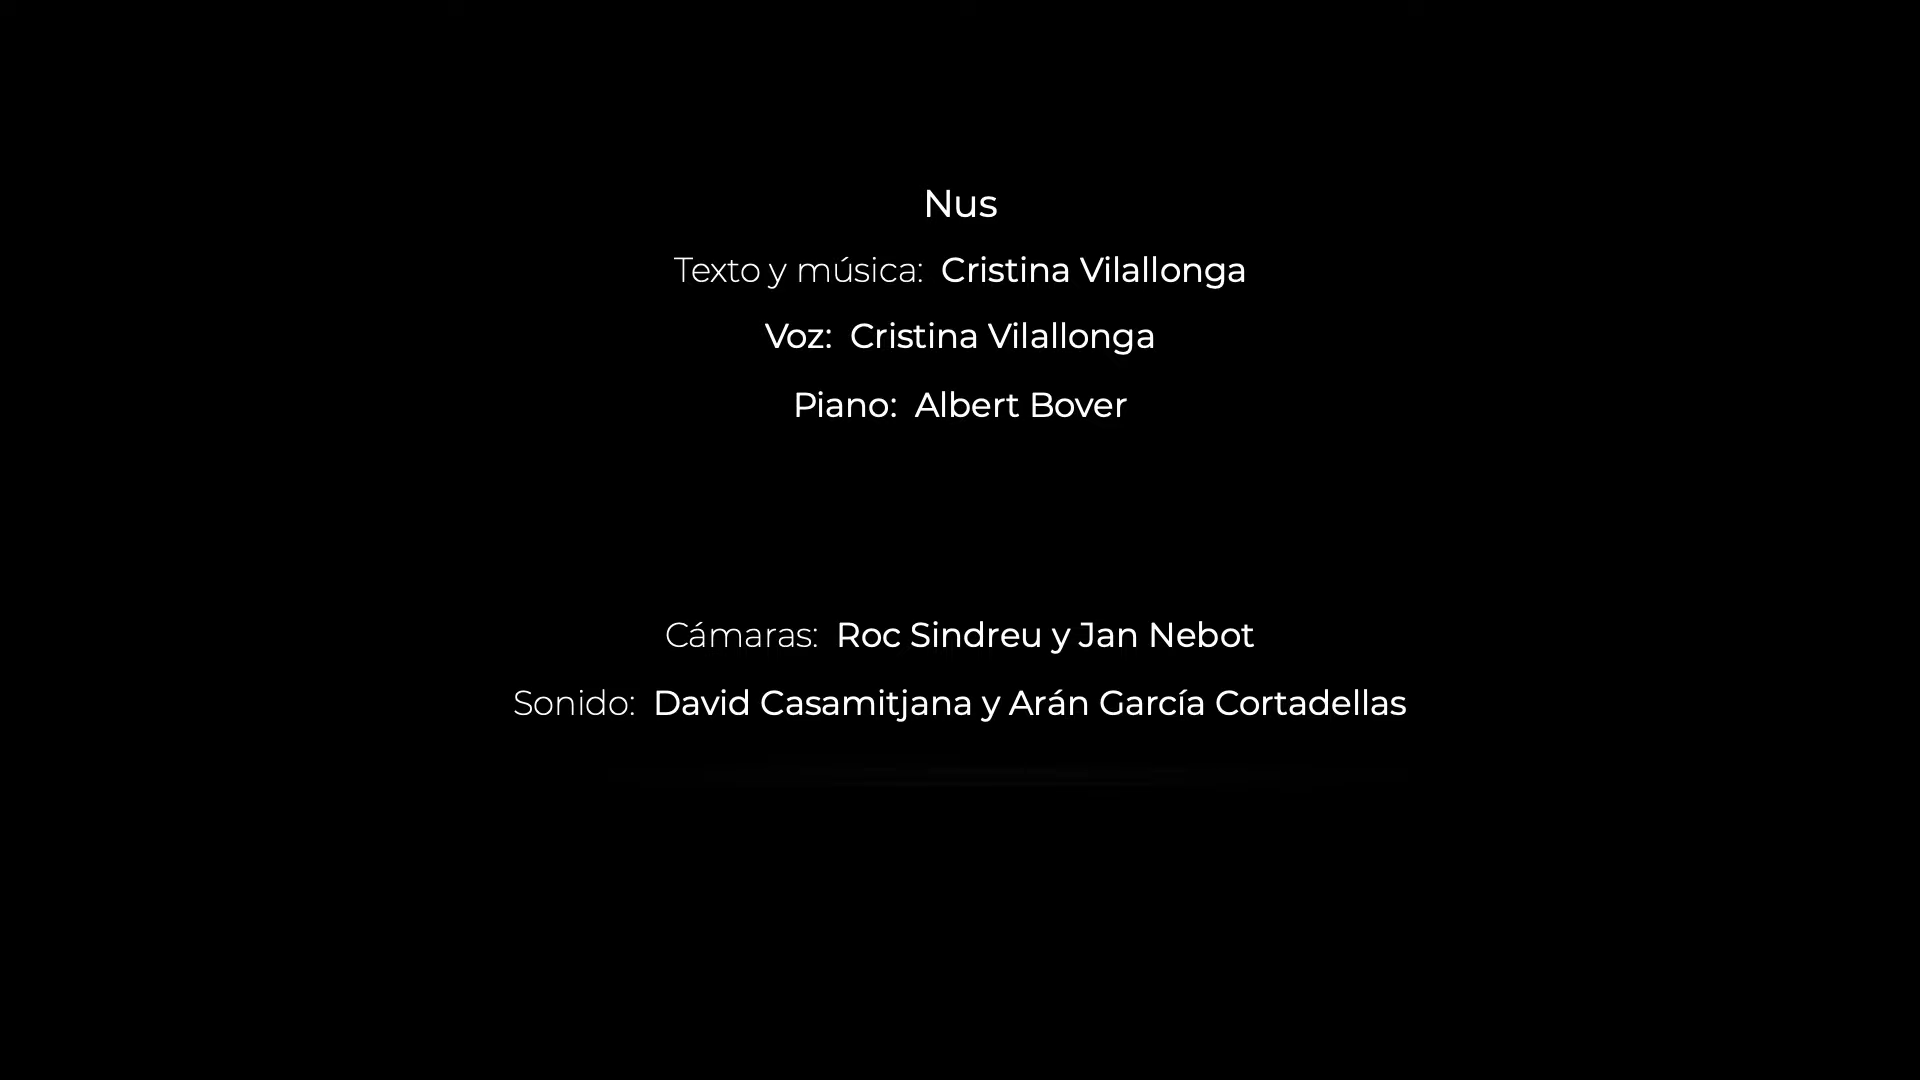 Nus
Texto y música: Cristina Vilallonga
Voz: Cristina Vilallonga
Piano: Albert Bover
Cámaras: Roc Sindreu y Jan Nebot
Sonido: David Casamitjana y Arán García Cortadellas